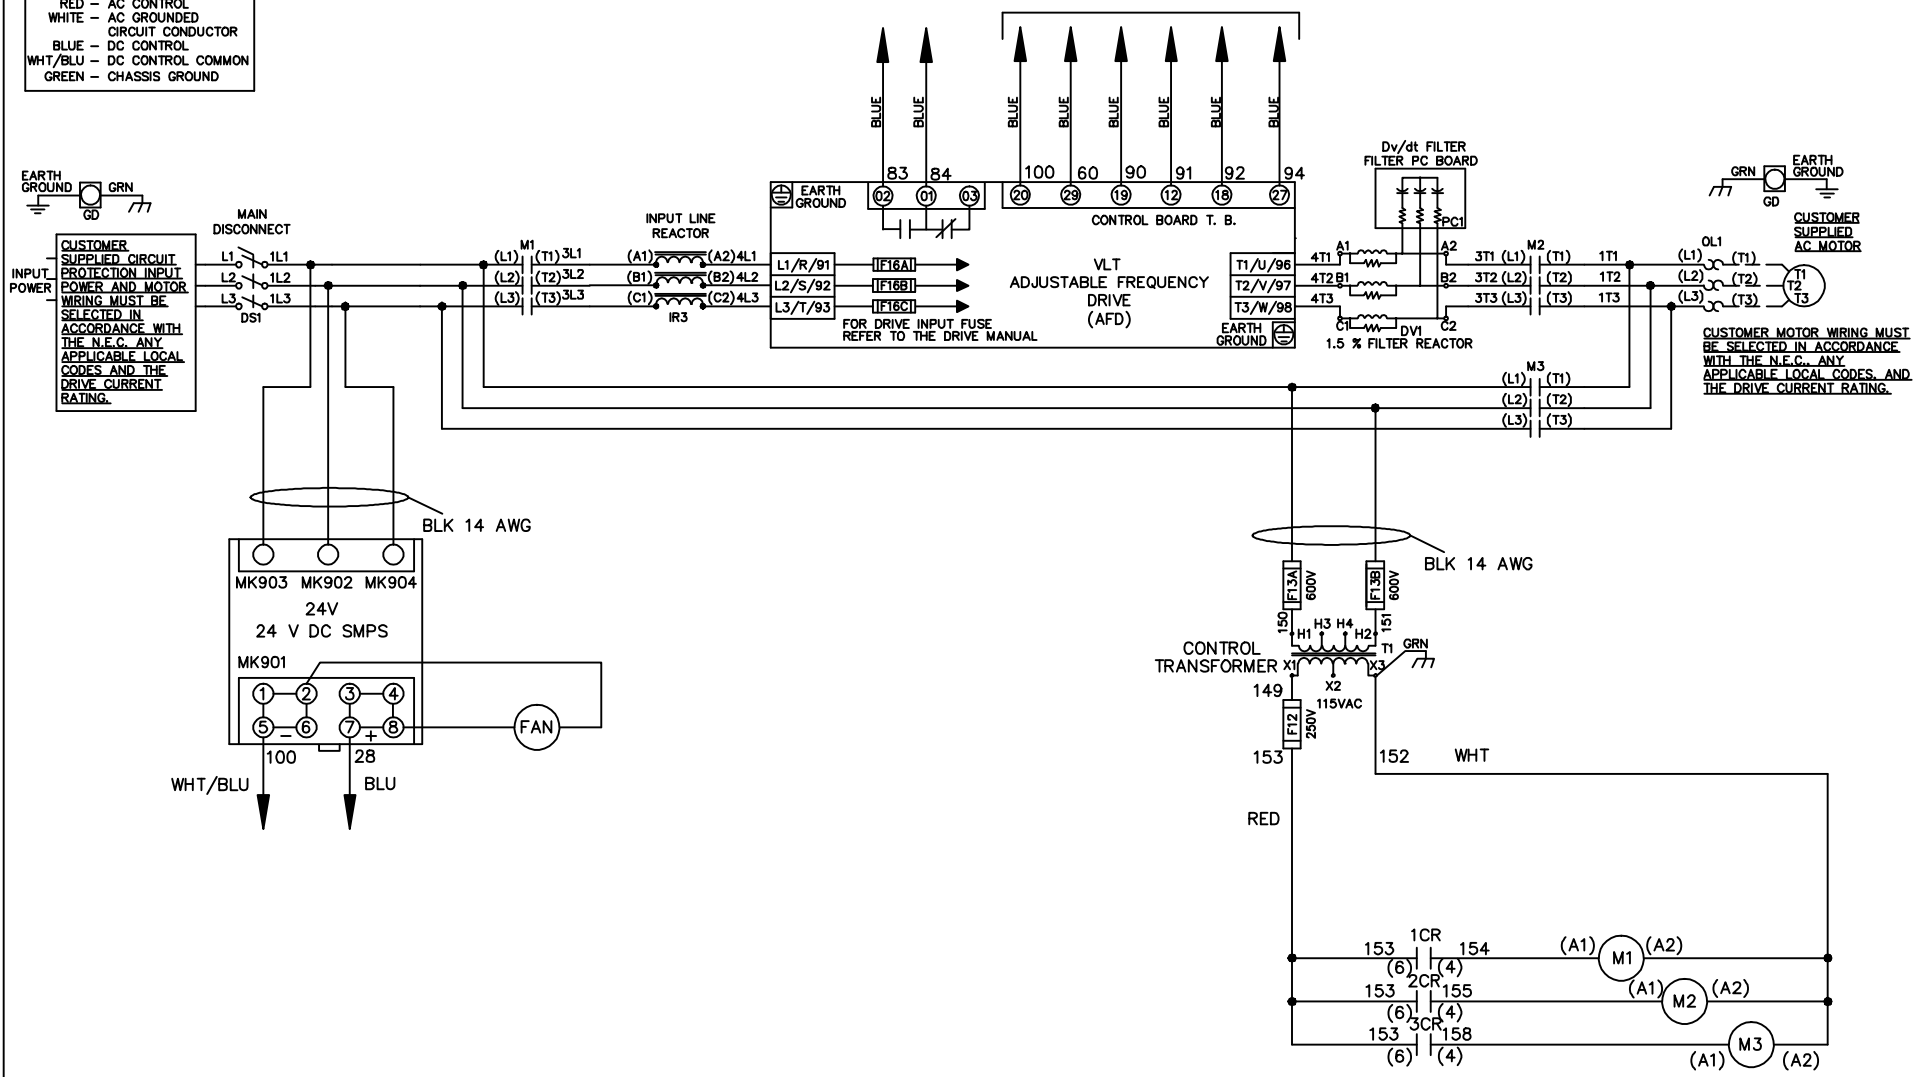 RED – AC CONTROL
WHITE – AC GROUNDED
CIRCUIT CONDUCTOR
BLUE – DC CONTROL
WHT/BLU – DC CONTROL COMMON
GREEN – CHASSIS GROUND
BLUE
BLUE
BLUE
BLUE
BLUE
BLUE
BLUE
BLUE
EARTH
GROUND
GRN
GD
MAIN
DISCONNECT
INPUT
POWER
CUSTOMER
SUPPLIED CIRCUIT
PROTECTION INPUT
POWER AND MOTOR
WIRING MUST BE
SELECTED IN
ACCORDANCE WITH
THE N.E.C. ANY
APPLICABLE LOCAL
CODES AND THE
DRIVE CURRENT
RATING.
L1 1L1
L2 1L2
L3 1L3
DS1
M1
(L1) (T1) 3L1
(L2) (T2) 3L2
(L3) (T3) 3L3
INPUT LINE
REACTOR
(A1) (A2) 4L1
(B1) (B2) 4L2
(C1) (C2) 4L3
IR3
EARTH
GROUND
83 84
02 01 03
100 60 90 91 92 94
20 29 19 12 18 27
CONTROL BOARD T. B.
L1/R/91 F16A
L2/S/92 F16B
L3/T/93 F16C
FOR DRIVE INPUT FUSE
REFER TO THE DRIVE MANUAL
VLT
ADJUSTABLE FREQUENCY
DRIVE
(AFD)
T1/U/96
T2/V/97
T3/W/98
EARTH
GROUND
Dv/dt FILTER
FILTER PC BOARD
PC1
4T1 A1 A2
4T2 B1 B2
4T3
C1 DV1 C2
1.5 % FILTER REACTOR
M2
3T1 (L1) (T1) 1T1
3T2 (L2) (T2) 1T2
3T3 (L3) (T3) 1T3
GRN
EARTH
GROUND
GD
CUSTOMER
SUPPLIED
AC MOTOR
OL1
(L1) (T1)
(L2) (T2)
(L3) (T3)
T1
T2
T3
CUSTOMER MOTOR WIRING MUST
BE SELECTED IN ACCORDANCE
WITH THE N.E.C., ANY
APPLICABLE LOCAL CODES, AND
THE DRIVE CURRENT RATING.
M3
(L1) (T1)
(L2) (T2)
(L3) (T3)
BLK 14 AWG
MK903 MK902 MK904
24V
24 V DC SMPS
MK901
1 2 3 4
5 – 6 7 + 8
FAN
100 28
WHT/BLU BLU
BLK 14 AWG
F13A
600V
F13B
600V
150
151
H1 H3 H4 H2
T1
GRN
CONTROL
TRANSFORMER
X1 X3
X2
115VAC
149
F12
250V
153
152 WHT
RED
1CR
153 154 (A1) M1 (A2)
(6) (4)
2CR
153 155 (A1) M2 (A2)
(6) (4)
3CR
153 158 M3
(6) (4) (A1) (A2)